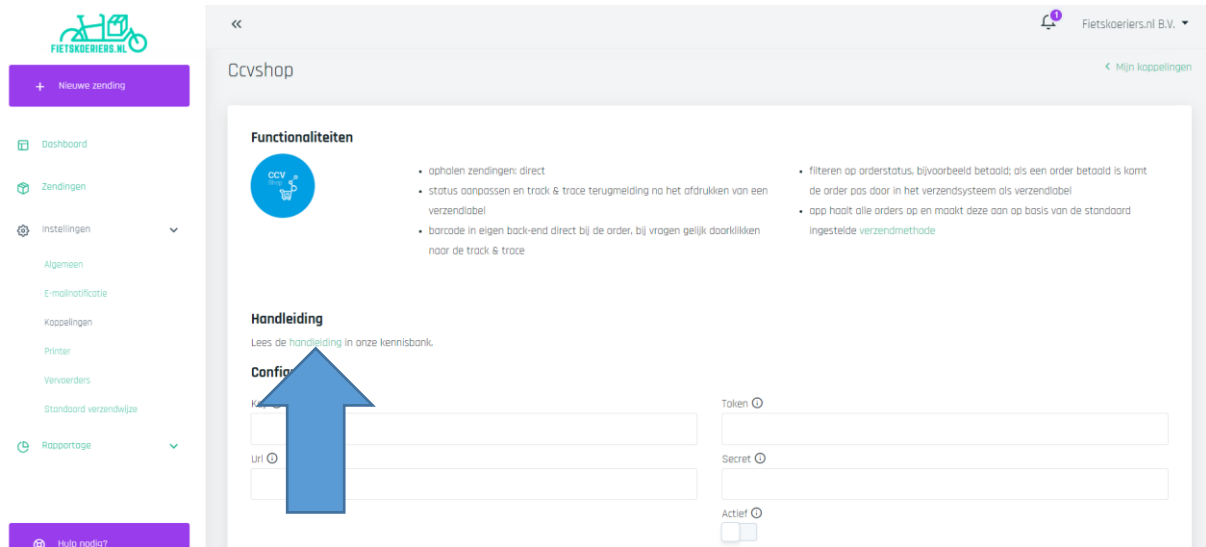 FIETSKOERIERS.NL
+ Nieuwe zending
Dashboard
Zendingen
Instellingen
Algemeen
E-mailnotificatie
Koppelingen
Printer
Vervoerders
Standaard verzendwijze
Rapportage
Hulp nodig?
«
1
Fietskoeriers.nl B.V.
Ccvshop
Mijn koppelingen
Functionaliteiten
CCV
Shop
• ophalen zendingen: direct
• status aanpassen en track & trace terugmelding na het afdrukken van een
verzendlabel
• barcode in eigen back-end direct bij de order, bij vragen gelijk doorklikken
naar de track & trace
• filteren op orderstatus, bijvoorbeeld betaald; als een order betaald is komt
de order pas door in het verzendsysteem als verzendlabel
• app haalt alle orders op en maakt deze aan op basis van de standaard
ingestelde verzendmethode
Handleiding
Lees de handleiding in onze kennisbank.
Token
Url
Secret
Actief